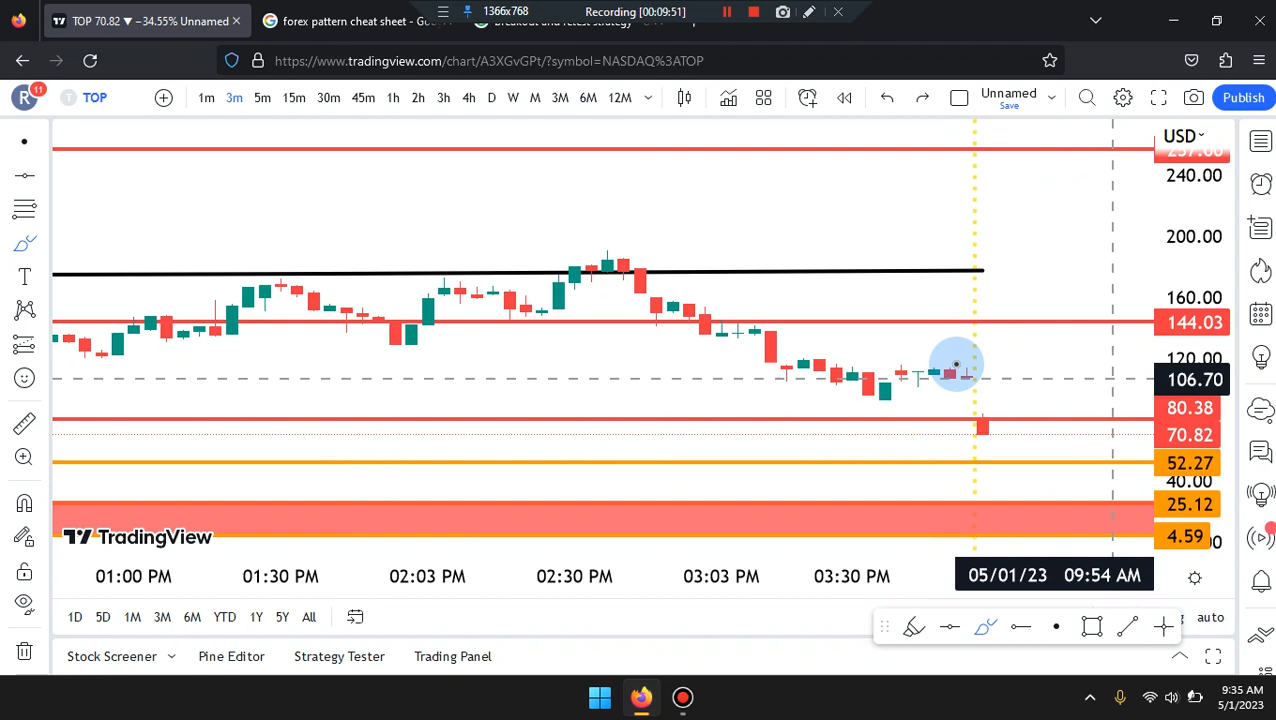 1366x768
Recording [00:09:51]
TOP 70.82 ▼ −34.55% Unnamed
forex pattern cheat sheet -
https://www.tradingview.com/chart/A3XGvGPt/?symbol=NASDAQ%3ATOP
R 11 T TOP 1m 3m 5m 15m 30m 45m 1h 2h 3h 4h D W M 3M 6M 12M Unnamed Publish
Save
USD
257.00
240.00
200.00
160.00
144.03
120.00
106.70
80.38
70.82
52.27
40.00
25.12
TradingView
4.59
01:00 PM 01:30 PM 02:03 PM 02:30 PM 03:03 PM 03:30 PM 05/01/23 09:54 AM
1D 5D 1M 3M 6M YTD 1Y 5Y All auto
Stock Screener Pine Editor Strategy Tester Trading Panel
9:35 AM
5/1/2023